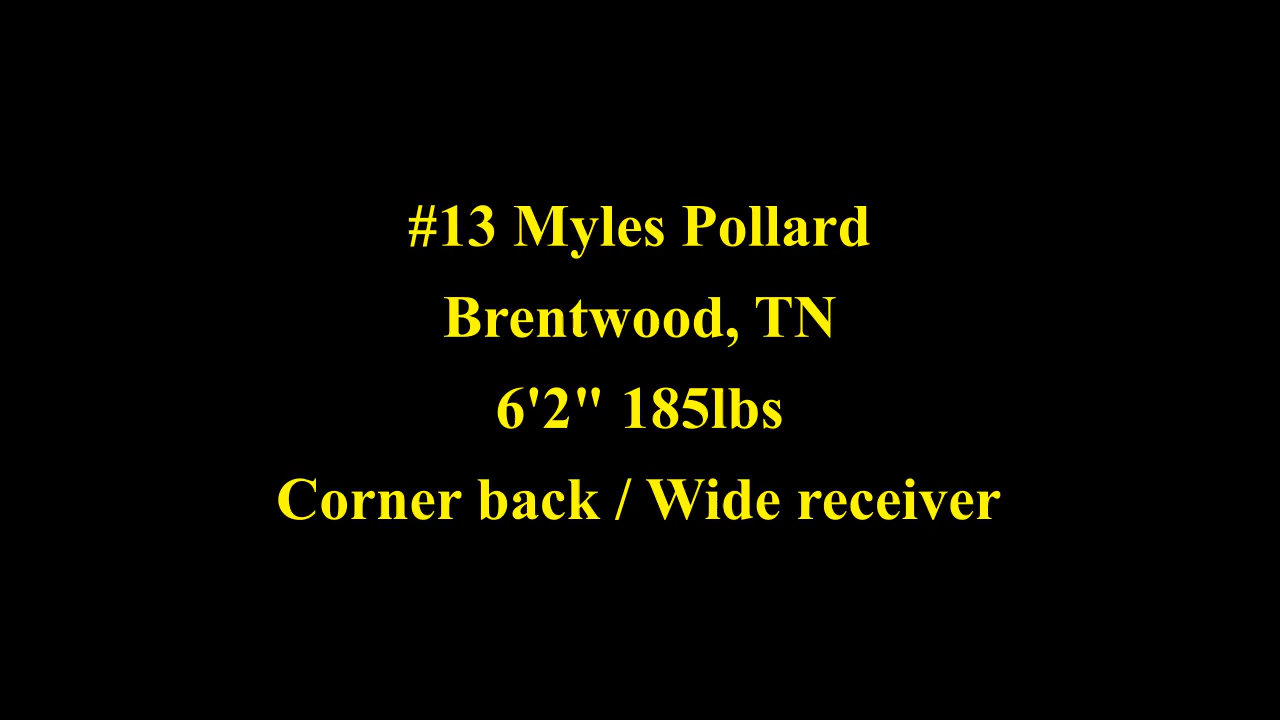 #13 Myles Pollard
Brentwood, TN
6'2" 185lbs
Corner back / Wide receiver